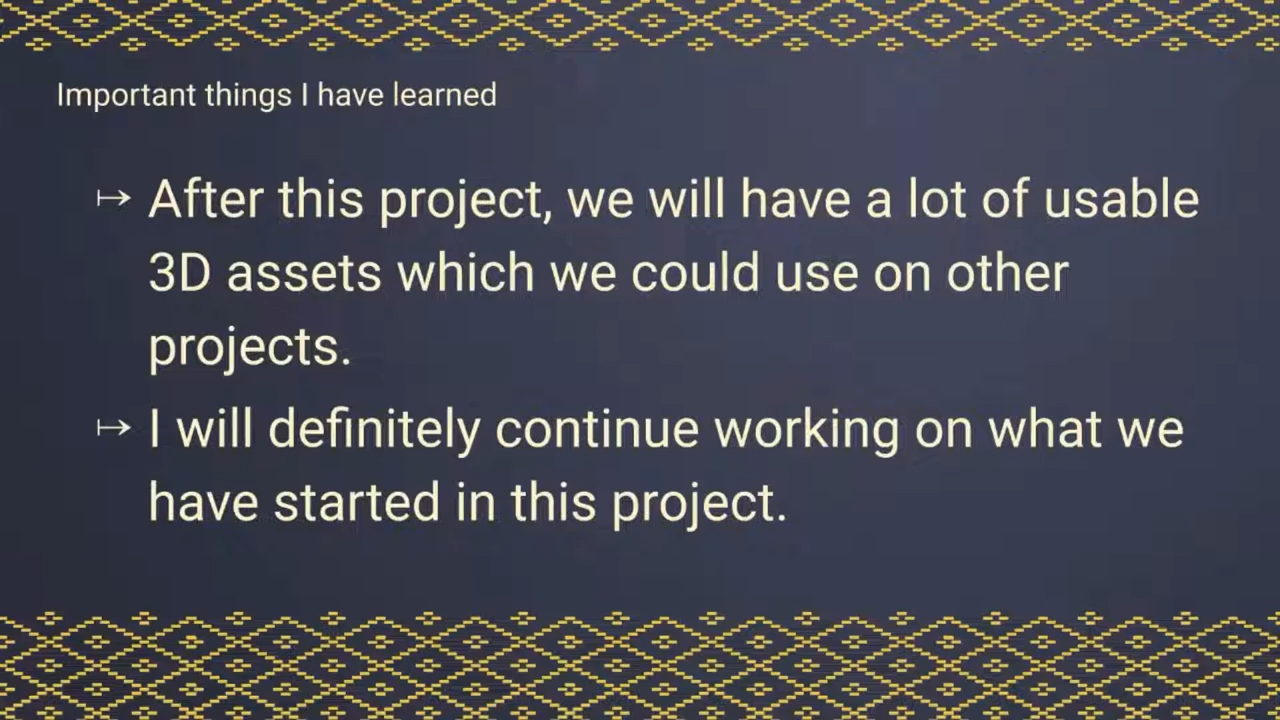 Important things I have learned
↦ After this project, we will have a lot of usable
3D assets which we could use on other
projects.
↦ I will definitely continue working on what we
have started in this project.